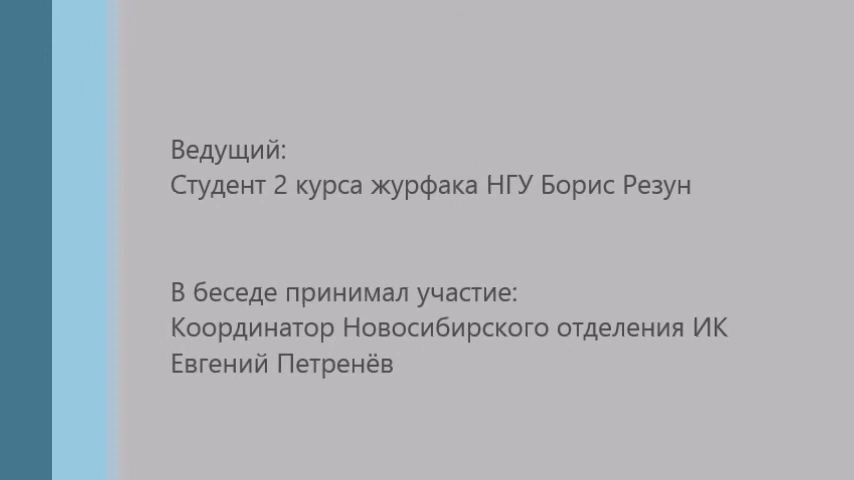 Ведущий:
Студент 2 курса журфака НГУ Борис Резун
В беседе принимал участие:
Координатор Новосибирского отделения ИК
Евгений Петренёв